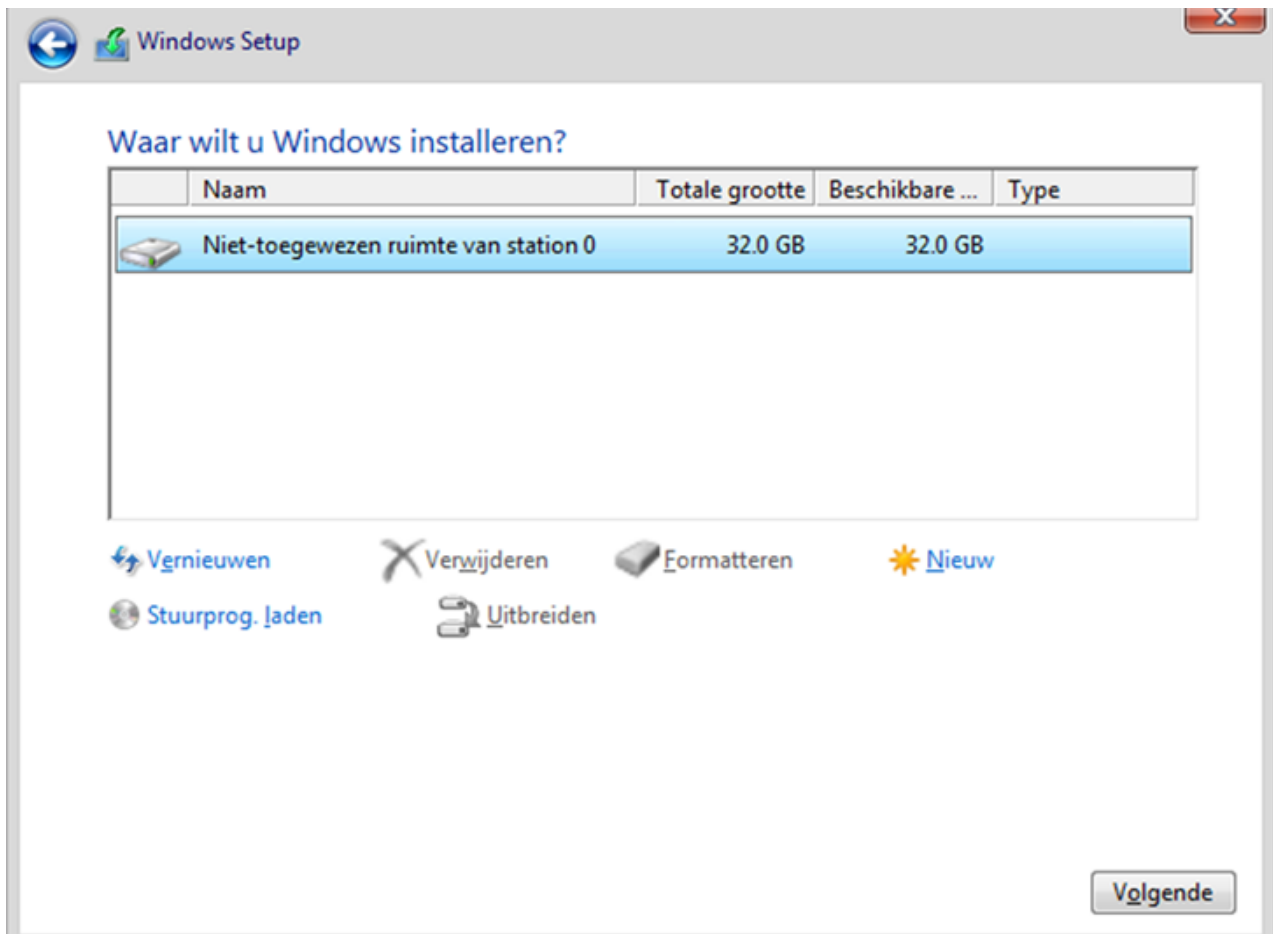 Windows Setup
Waar wilt u Windows installeren?
Naam Totale grootte Beschikbare ... Type
Niet-toegewezen ruimte van station 0 32.0 GB 32.0 GB
Vernieuwen Verwijderen Formatteren Nieuw
Stuurprog. laden Uitbreiden
Volgende